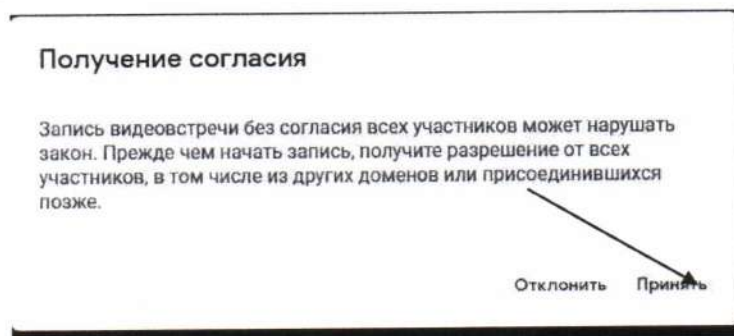 Получение согласия
Запись видеовстречи без согласия всех участников может нарушать
закон. Прежде чем начать запись, получите разрешение от всех
участников, в том числе из других доменов или присоединившихся
позже.
Отклонить Принять